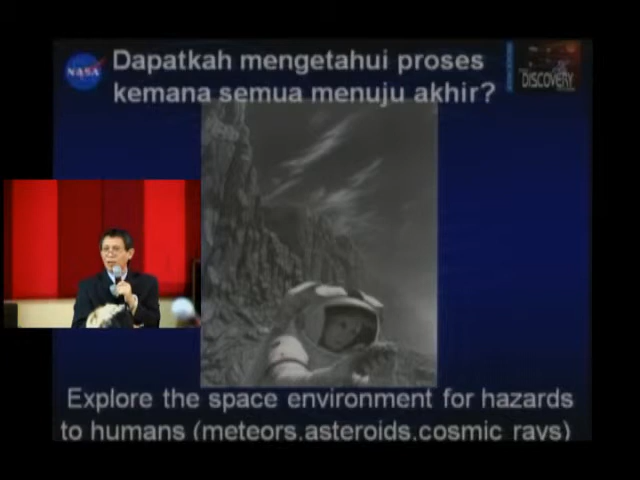 NASA
Dapatkah mengetahui proses
kemana semua menuju akhir?
DISCOVERY
Explore the space environment for hazards
to humans (meteors,asteroids,cosmic rays)